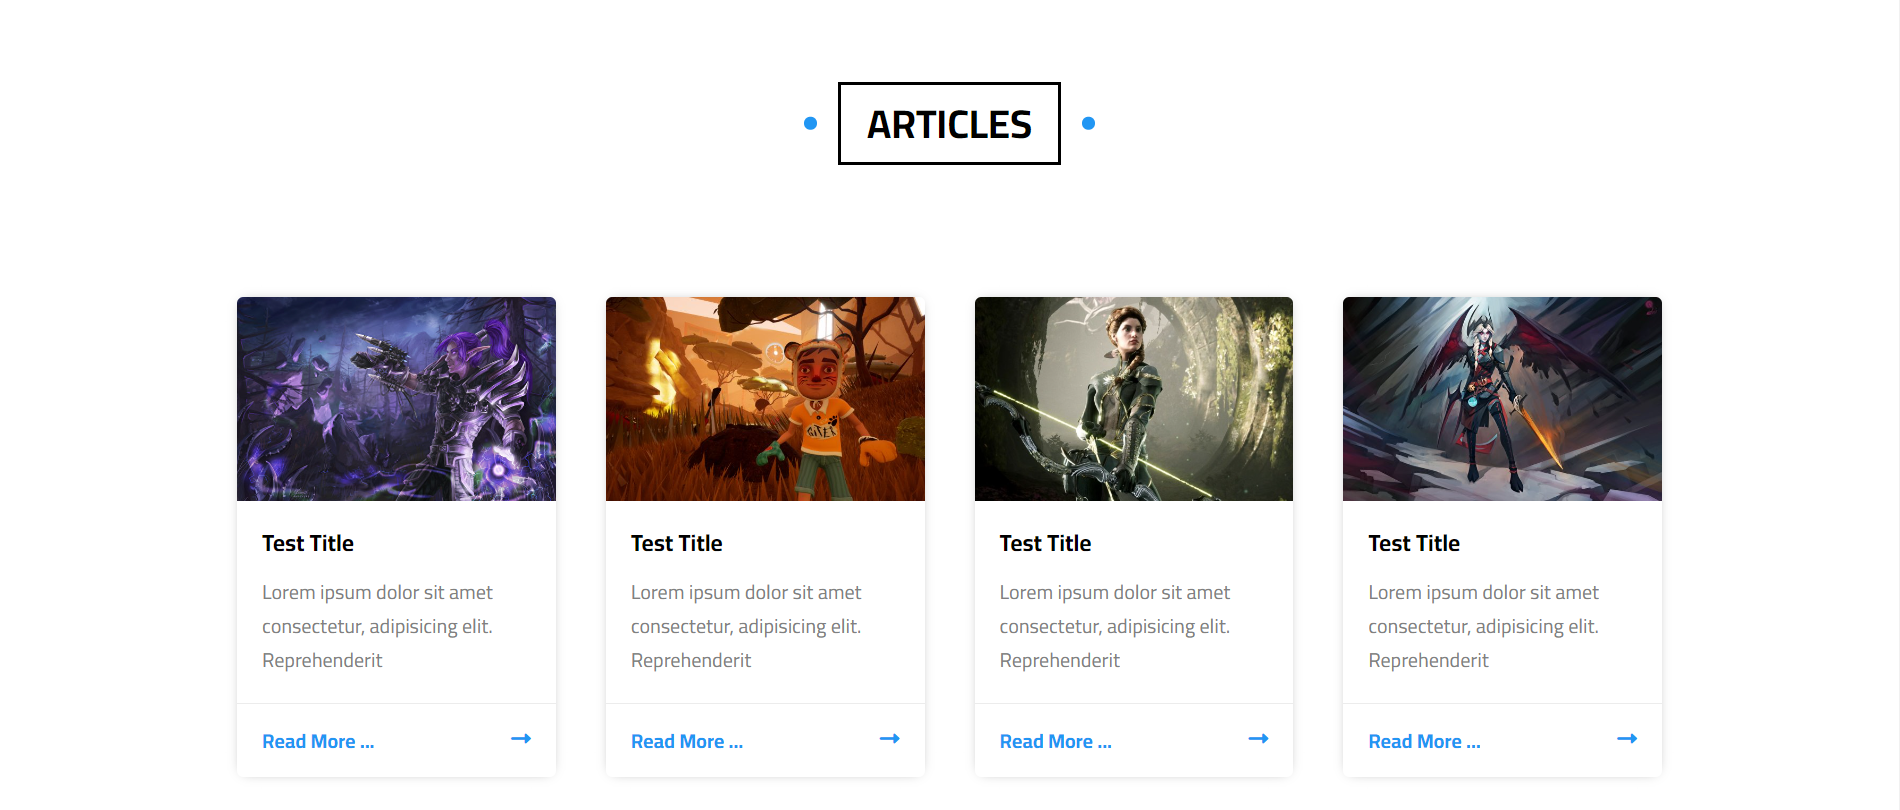 ARTICLES
Test Title
Lorem ipsum dolor sit amet
consectetur, adipisicing elit.
Reprehenderit
Read More ...
Test Title
Lorem ipsum dolor sit amet
consectetur, adipisicing elit.
Reprehenderit
Read More ...
Test Title
Lorem ipsum dolor sit amet
consectetur, adipisicing elit.
Reprehenderit
Read More ...
Test Title
Lorem ipsum dolor sit amet
consectetur, adipisicing elit.
Reprehenderit
Read More ...